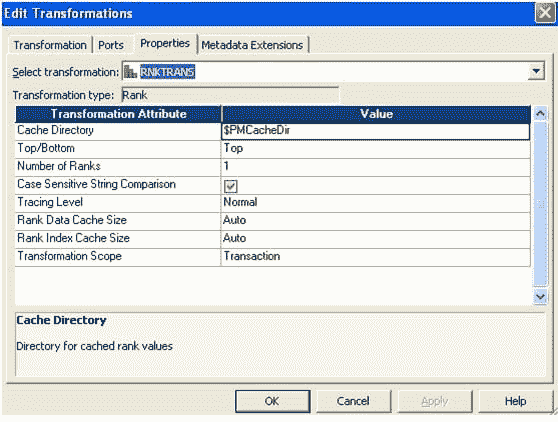 Edit Transformations
Transformation Ports Properties Metadata Extensions
Select transformation: RNKTRANS
Transformation type: Rank
Transformation Attribute Value
Cache Directory $PMCacheDir
Top/Bottom Top
Number of Ranks 1
Case Sensitive String Comparison
Tracing Level Normal
Rank Data Cache Size Auto
Rank Index Cache Size Auto
Transformation Scope Transaction
Cache Directory
Directory for cached rank values
OK Cancel Apply Help